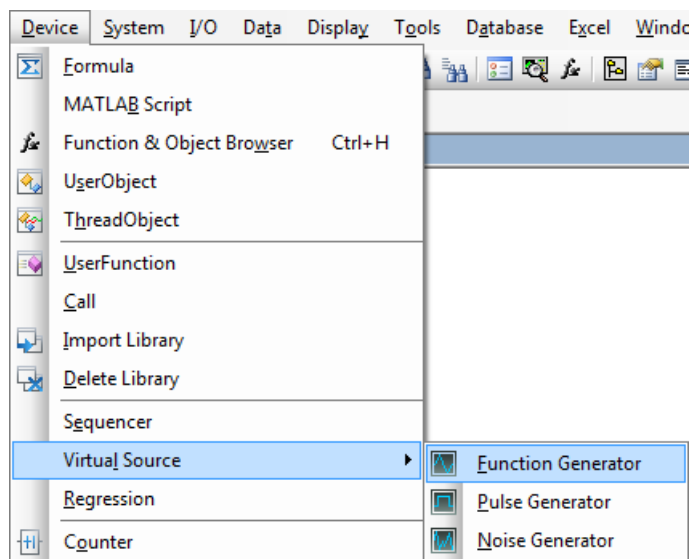 Device System I/O Data Display Tools Database Excel
Formula
MATLAB Script
Function & Object Browser Ctrl+H
UserObject
ThreadObject
UserFunction
Call
Import Library
Delete Library
Sequencer
Virtual Source
Function Generator
Regression
Pulse Generator
Counter
Noise Generator